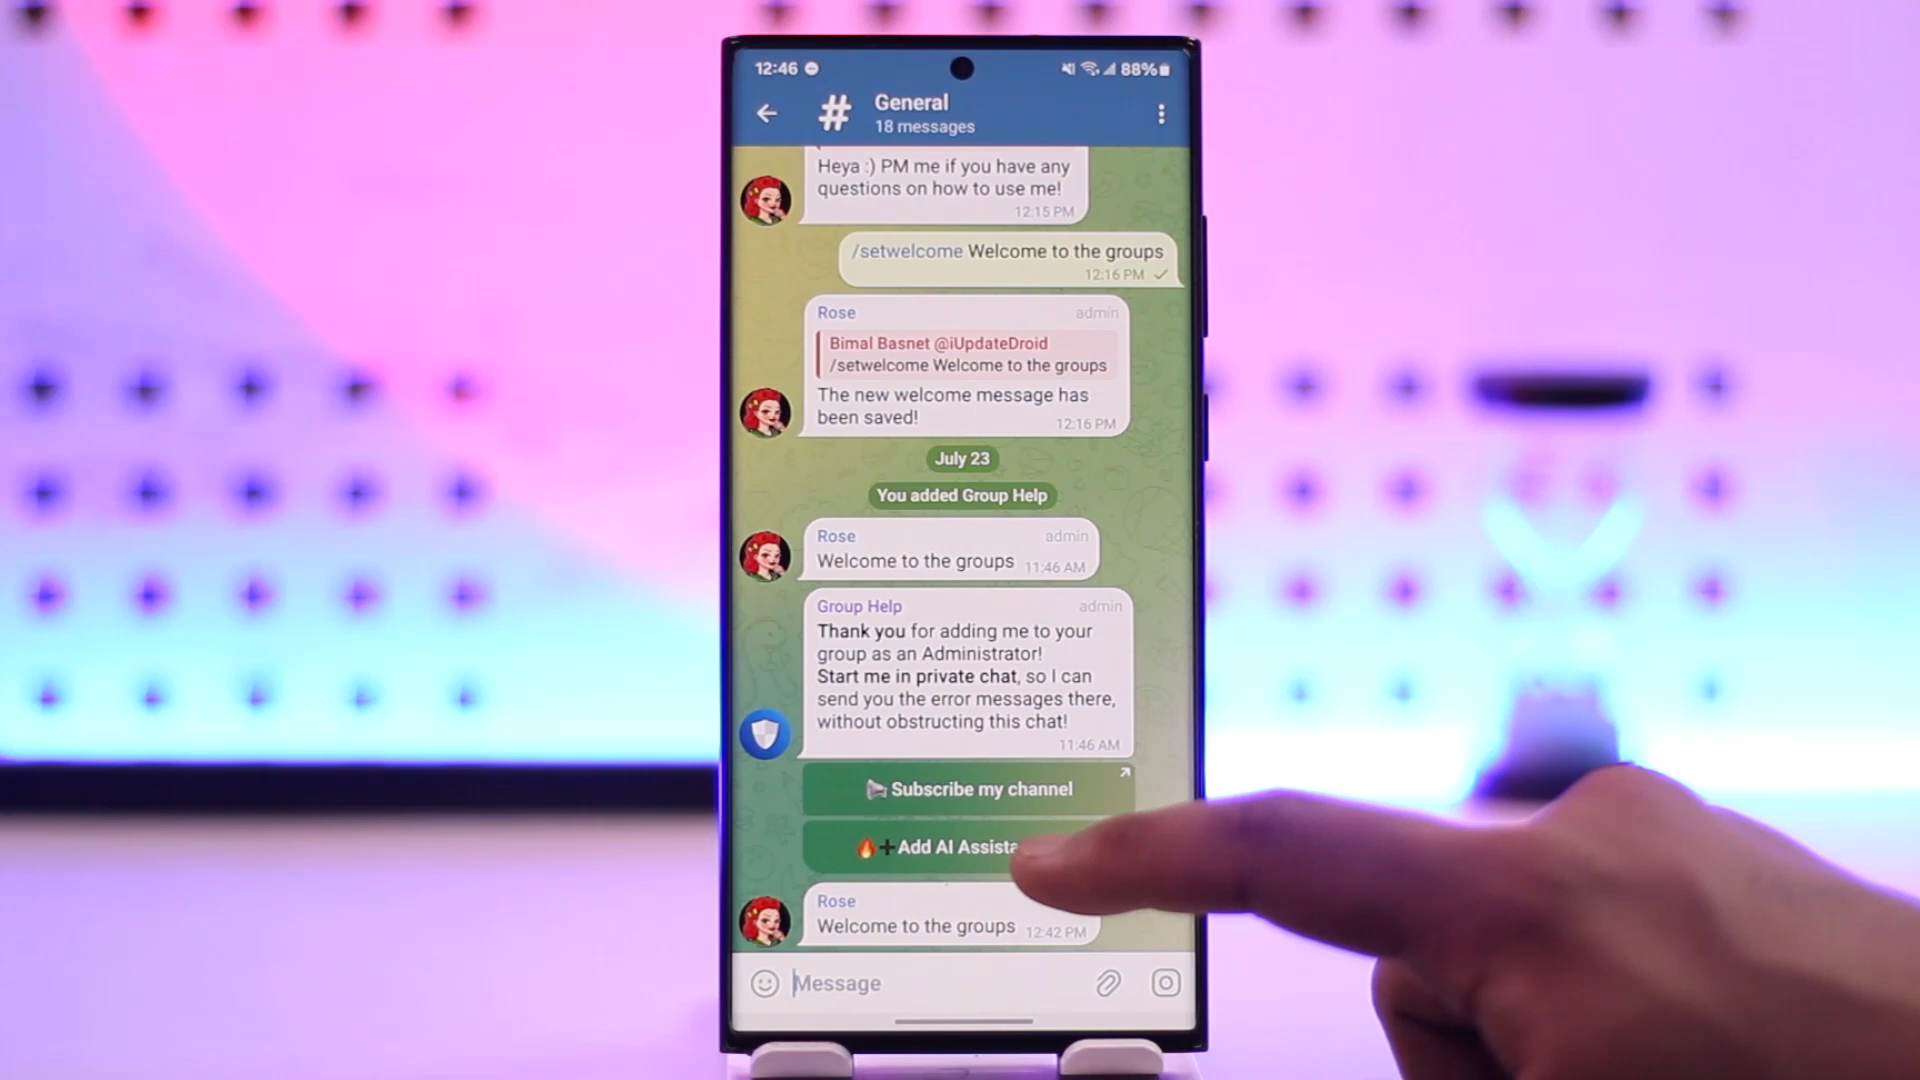 12:46
88%
General
18 messages
Heya :) PM me if you have any
questions on how to use me!
12:15 PM
/setwelcome Welcome to the groups
12:16 PM
Rose admin
Bimal Basnet @iUpdateDroid
/setwelcome Welcome to the groups
The new welcome message has
been saved!
12:16 PM
July 23
You added Group Help
Rose admin
Welcome to the groups 11:46 AM
Group Help admin
Thank you for adding me to your
group as an Administrator!
Start me in private chat, so I can
send you the error messages there,
without obstructing this chat!
11:46 AM
Subscribe my channel
Add AI Assista
Rose
Welcome to the groups 12:42 PM
Message